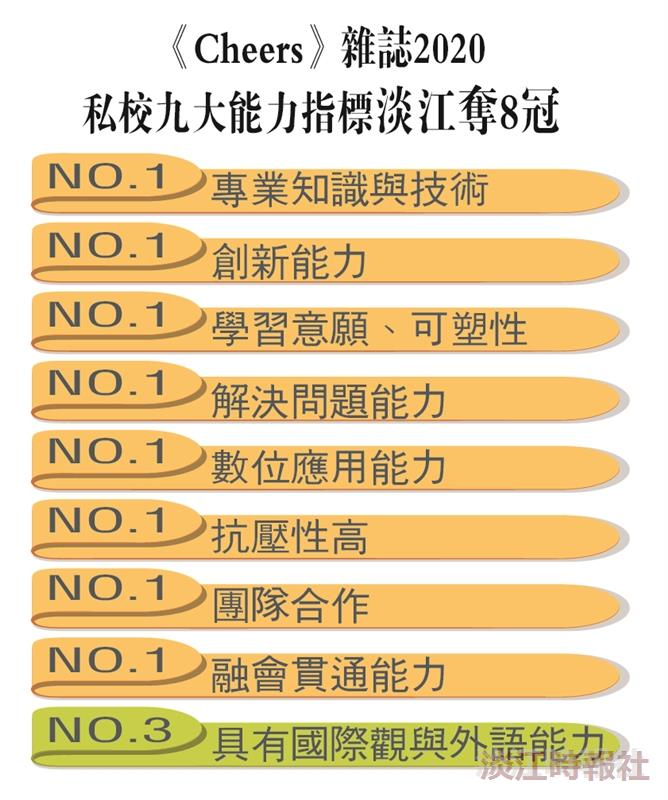 《Cheers》雜誌2020
私校九大能力指標淡江奪8冠
NO.1 專業知識與技術
NO.1 創新能力
NO.1 學習意願、可塑性
NO.1 解決問題能力
NO.1 數位應用能力
NO.1 抗壓性高
NO.1 團隊合作
NO.1 融會貫通能力
NO.3 具有國際觀與外語能力
淡江時報社